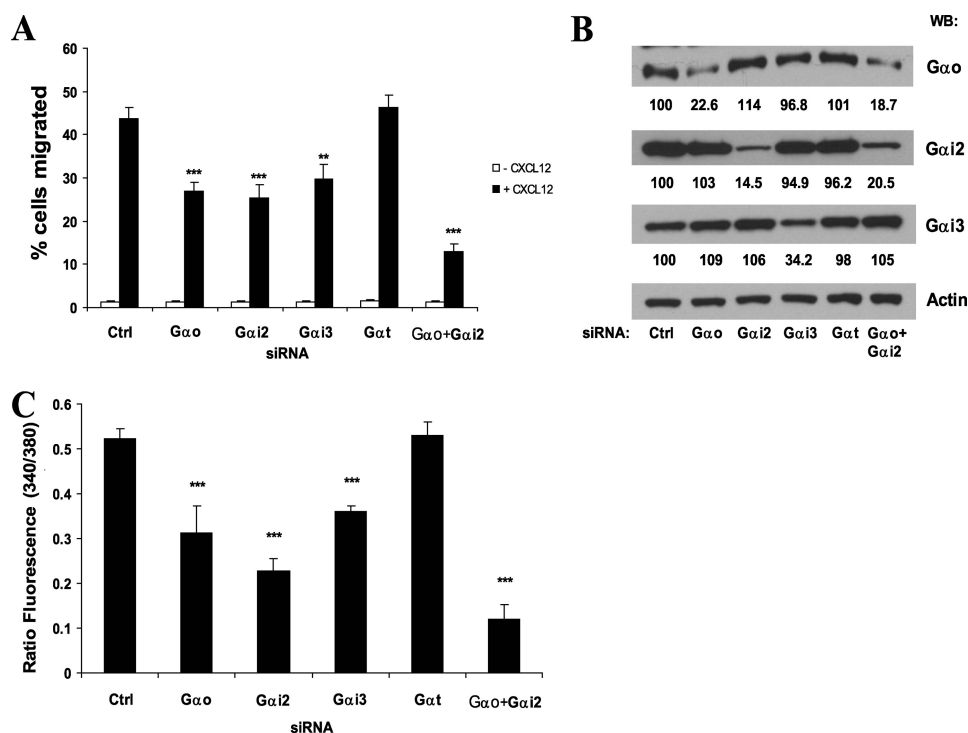 A
60
50
40
30
20
10
0
% cells migrated
*** *** ** ***
- CXCL12
+ CXCL12
Ctrl Gαo Gαi2 Gαi3 Gαt Gαo+Gαi2
siRNA
B
WB:
Gαo
100 22.6 114 96.8 101 18.7
Gαi2
100 103 14.5 94.9 96.2 20.5
Gαi3
100 109 106 34.2 98 105
Actin
siRNA: Ctrl Gαo Gαi2 Gαi3 Gαt Gαo+
Gαi2
C
0.6
0.5
0.4
0.3
0.2
0.1
0
Ratio Fluorescence (340/380)
*** *** *** ***
Ctrl Gαo Gαi2 Gαi3 Gαt Gαo+Gαi2
siRNA